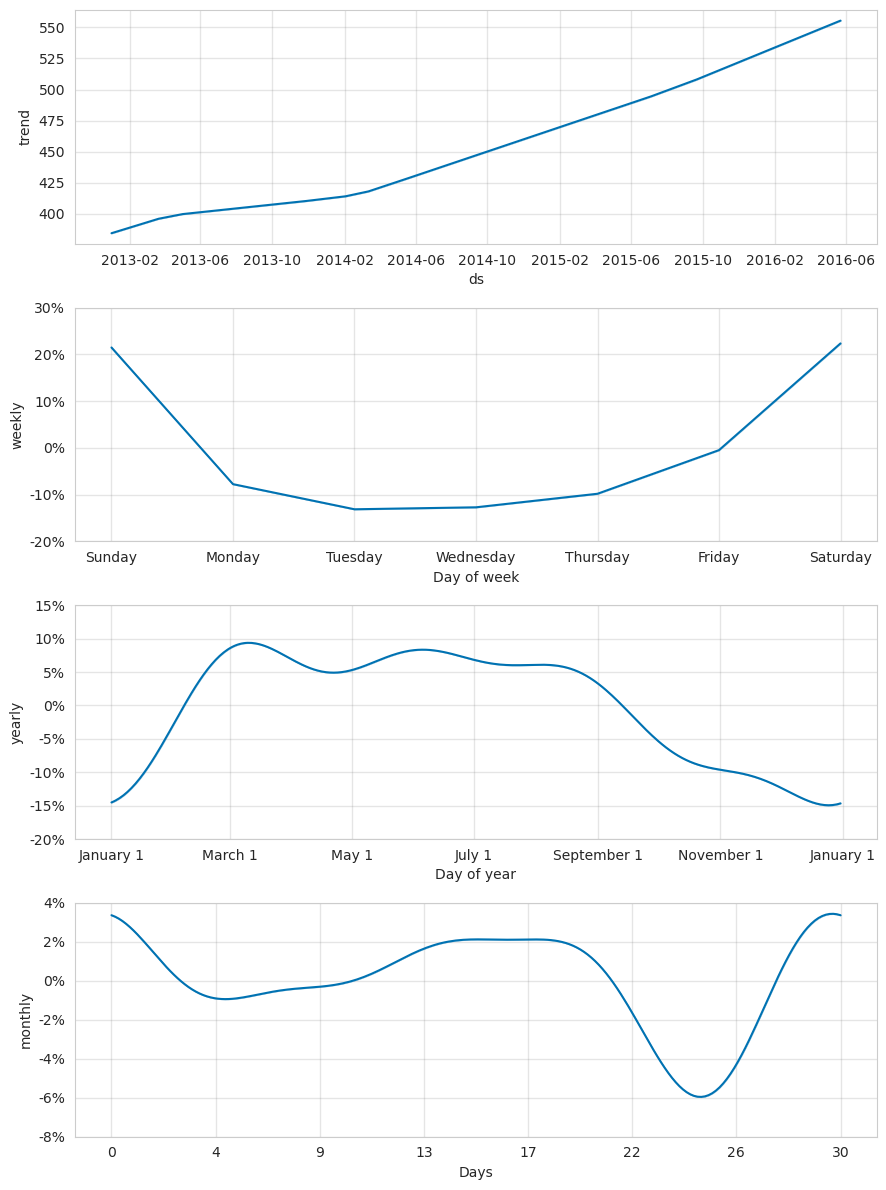 550
525
500
475
450
425
400
trend
2013-02 2013-06 2013-10 2014-02 2014-06 2014-10 2015-02 2015-06 2015-10 2016-02 2016-06
ds
30%
20%
10%
0%
-10%
-20%
weekly
Sunday Monday Tuesday Wednesday Thursday Friday Saturday
Day of week
15%
10%
5%
0%
-5%
-10%
-15%
-20%
yearly
January 1 March 1 May 1 July 1 September 1 November 1 January 1
Day of year
4%
2%
0%
-2%
-4%
-6%
-8%
monthly
0 4 9 13 17 22 26 30
Days